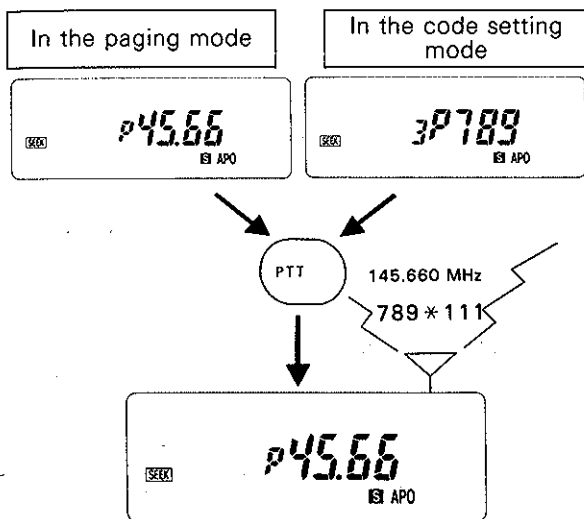 In the paging mode
In the code setting
mode
SEEK
P45.66
S APO
SEEK
3P789
S APO
PTT
145.660 MHz
789*111
SEEK
P45.66
S APO